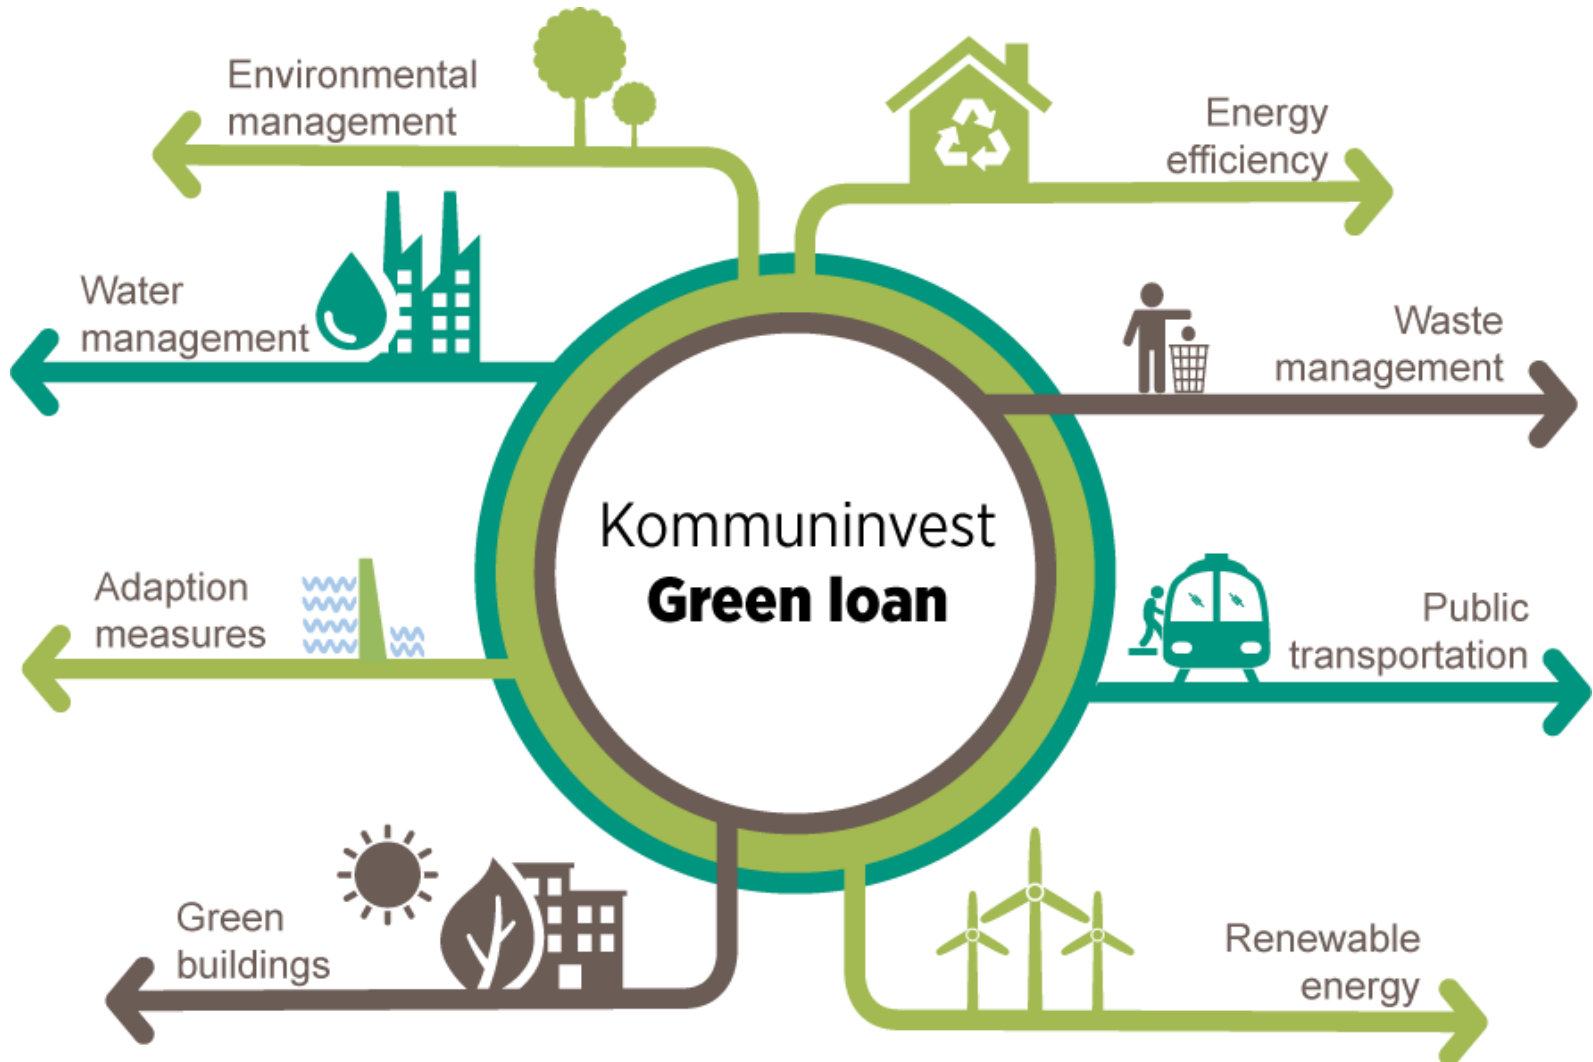 Environmental
management
Energy
efficiency
Water
management
Waste
management
Kommuninvest
Green loan
Adaption
measures
Public
transportation
Green
buildings
Renewable
energy